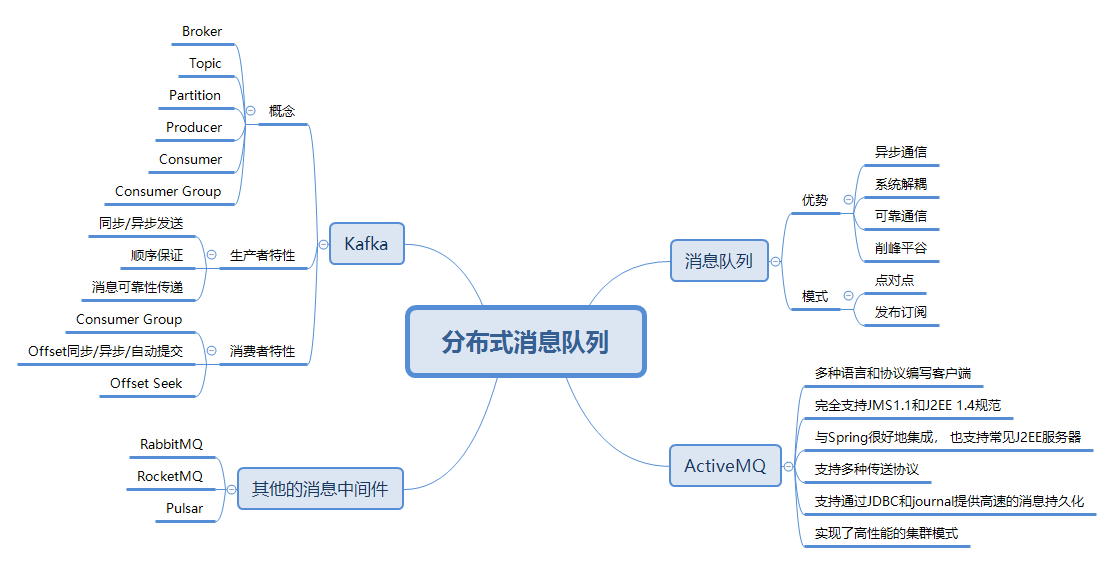 分布式消息队列
消息队列
优势
异步通信
系统解耦
可靠通信
削峰平谷
模式
点对点
发布订阅
ActiveMQ
多种语言和协议编写客户端
完全支持JMS1.1和J2EE 1.4规范
与Spring很好地集成， 也支持常见J2EE服务器
支持多种传送协议
支持通过JDBC和journal提供高速的消息持久化
实现了高性能的集群模式
Kafka
概念
Broker
Topic
Partition
Producer
Consumer
Consumer Group
生产者特性
同步/异步发送
顺序保证
消息可靠性传递
消费者特性
Consumer Group
Offset同步/异步/自动提交
Offset Seek
其他的消息中间件
RabbitMQ
RocketMQ
Pulsar